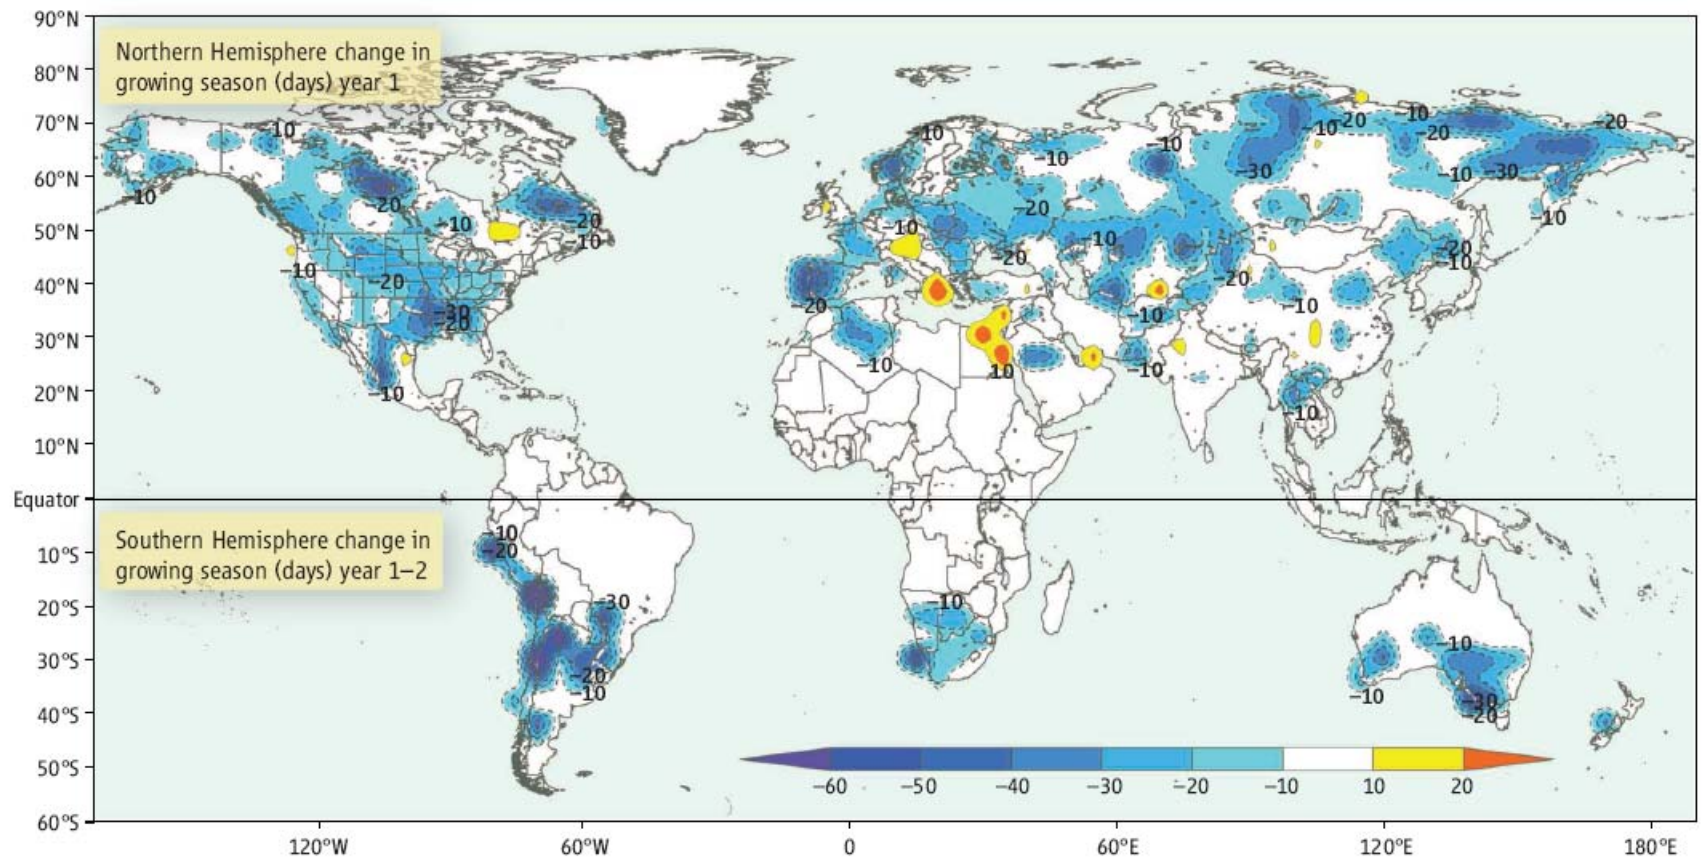 90°N
Northern Hemisphere change in
growing season (days) year 1
80°N
70°N
-10 -10 -10 -20 -10 -20 -20
-10 -10 -10 -30 -10 -30
60°N
-10 -20 -20 -10
-10 -20 -10
50°N
-10 -10 -10 -20 -10
-10 -20 -20 -20
40°N
-20 -30 -20 -10 -10
30°N
-10 10 -10
20°N
-10 -10
10°N
Equator
Southern Hemisphere change in
growing season (days) year 1–2
-10
-20
10°S
20°S
-30 -10
30°S
-10
-20
-10 -10 -30
-20
40°S
50°S
–60 –50 –40 –30 –20 –10 10 20
60°S
120°W 60°W 0 60°E 120°E 180°E